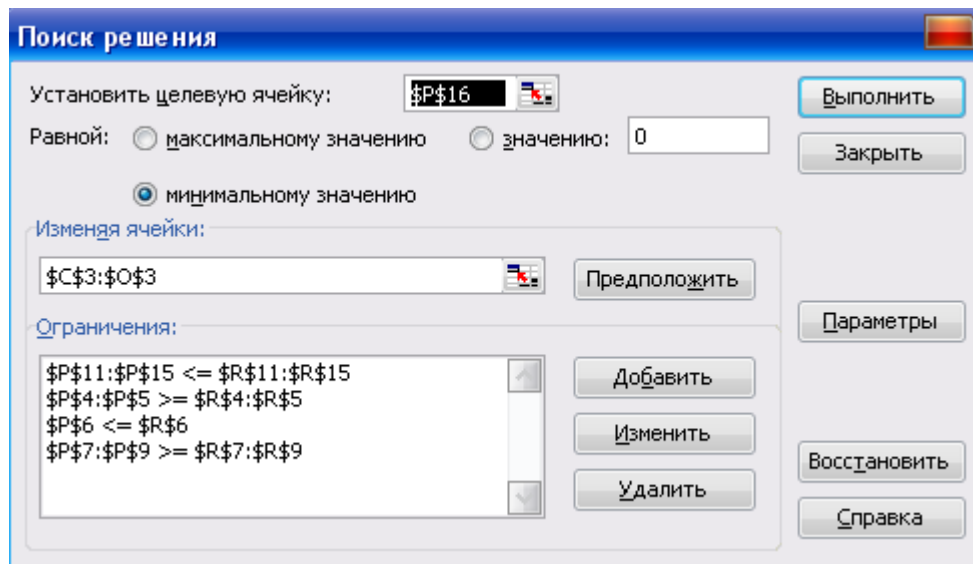 Поиск решения
Установить целевую ячейку: $P$16
Выполнить
Равной: максимальному значению значению: 0
Закрыть
минимальному значению
Изменяя ячейки:
$C$3:$O$3 Предположить
Параметры
Ограничения:
$P$11:$P$15 <= $R$11:$R$15
$P$4:$P$5 >= $R$4:$R$5
$P$6 <= $R$6
$P$7:$P$9 >= $R$7:$R$9
Добавить
Изменить
Удалить
Восстановить
Справка